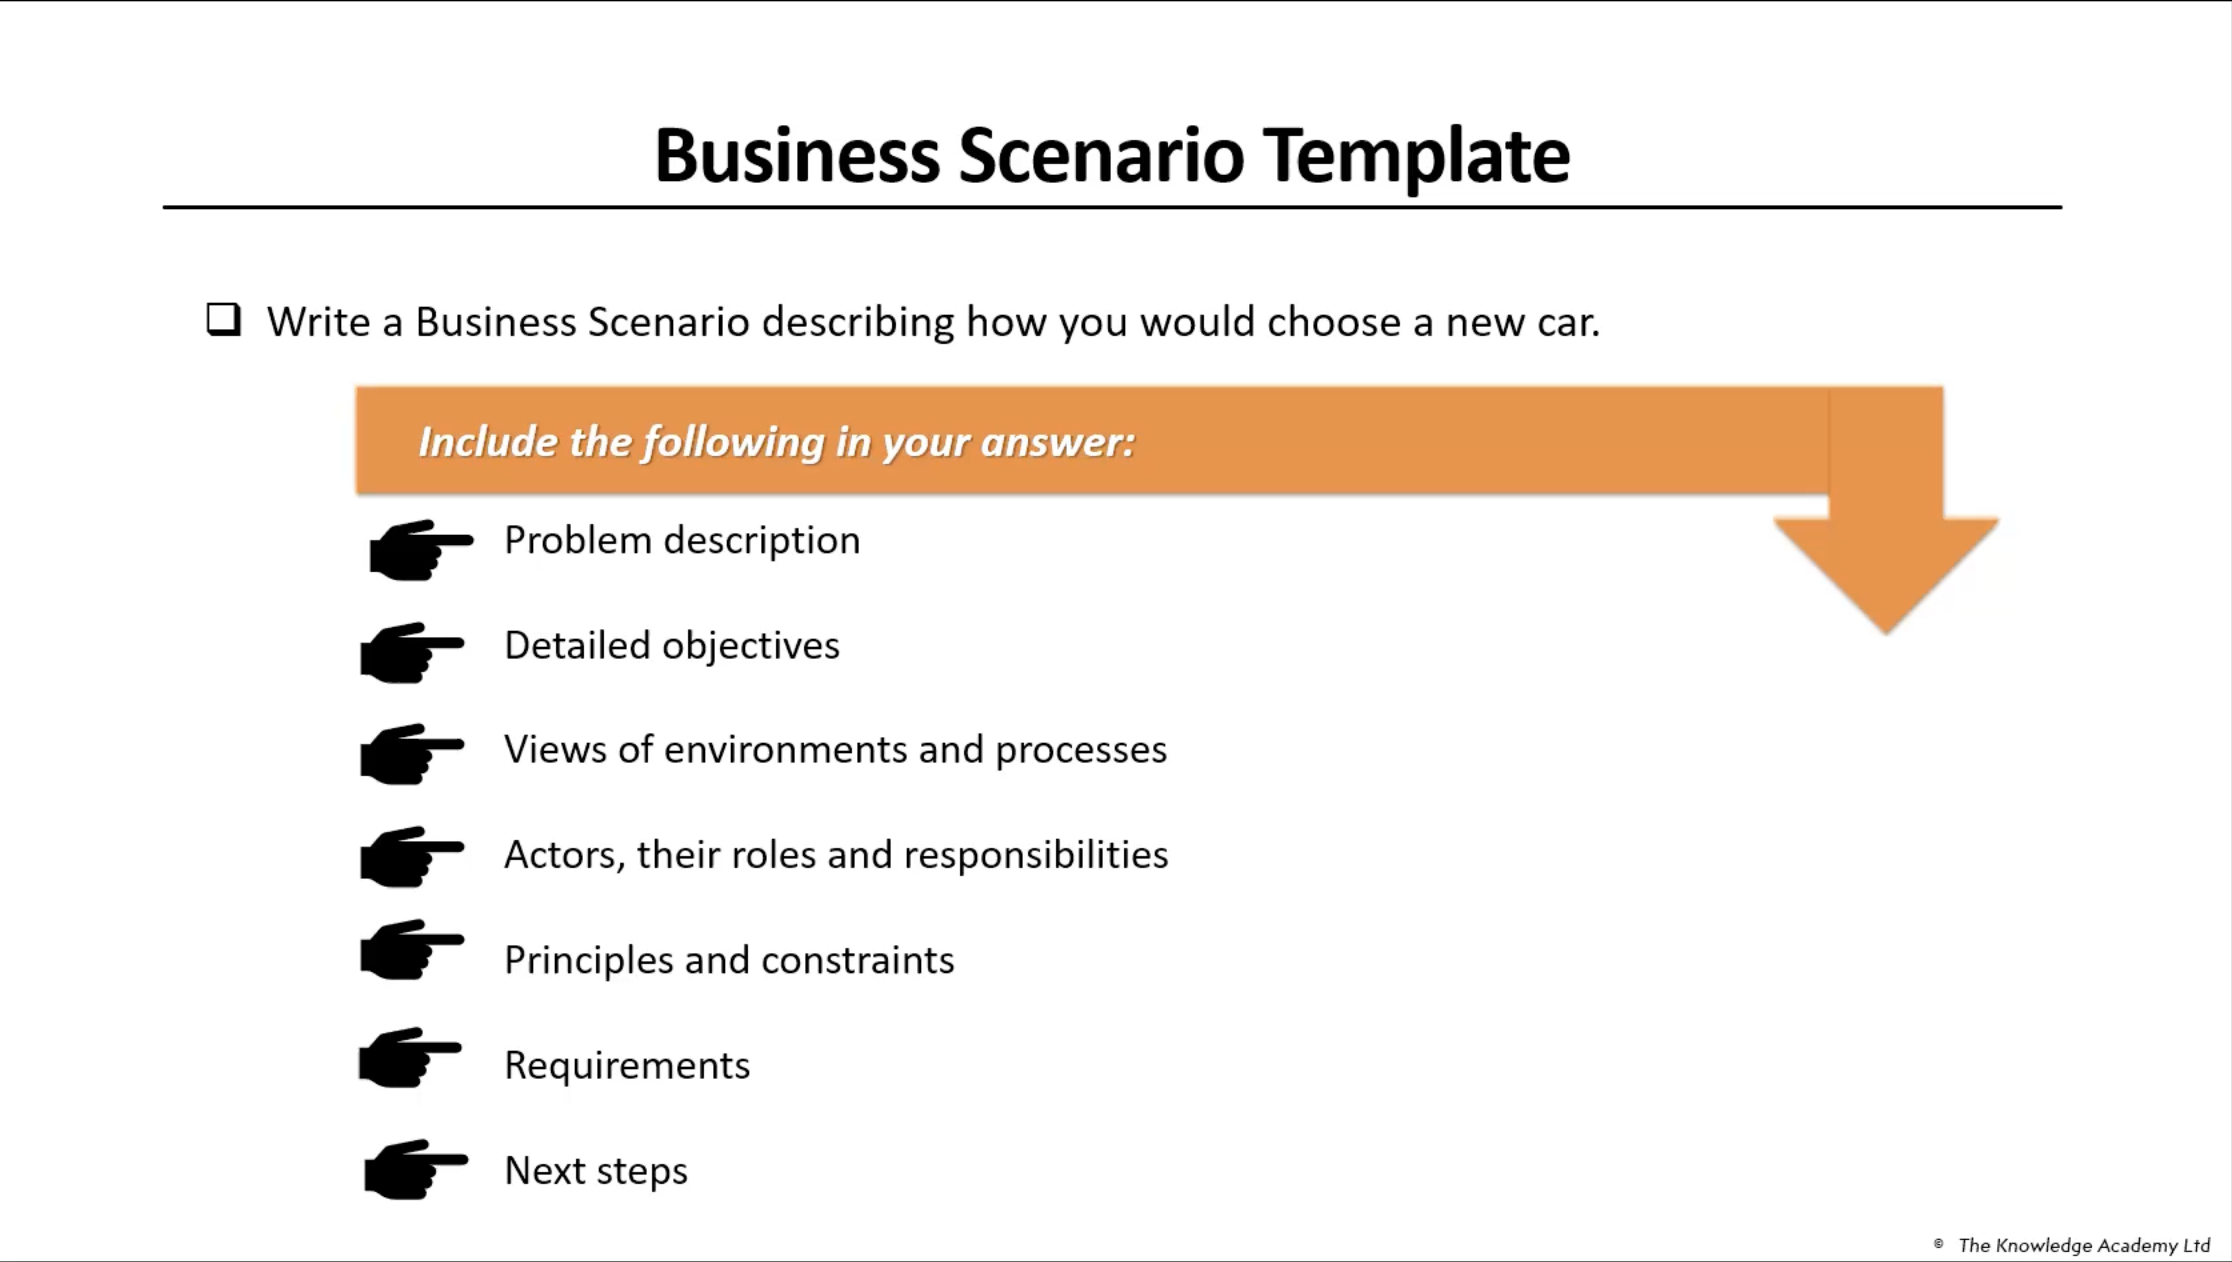 Business Scenario Template
Write a Business Scenario describing how you would choose a new car.
Include the following in your answer:
Problem description
Detailed objectives
Views of environments and processes
Actors, their roles and responsibilities
Principles and constraints
Requirements
Next steps
© The Knowledge Academy Ltd